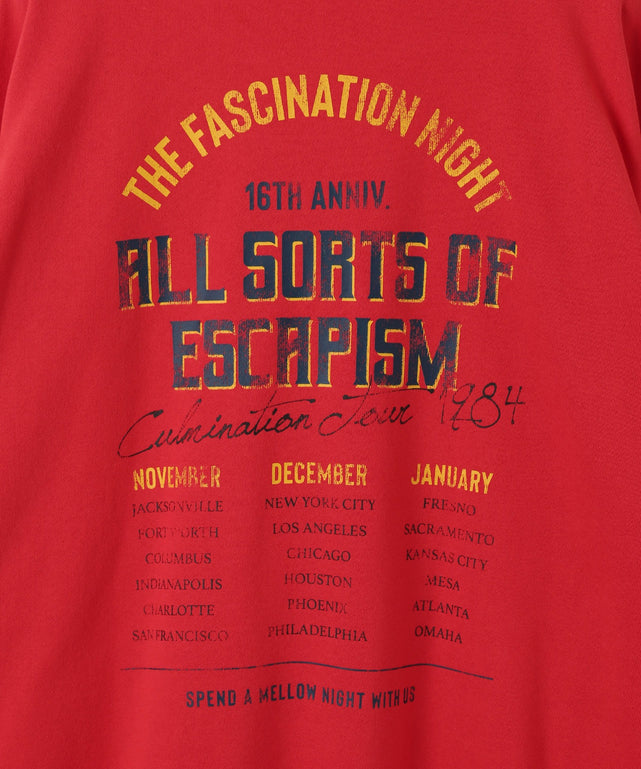 THE FASCINATION NIGHT
16TH ANNIV.
ALL SORTS OF
ESCAPISM
Culmination Tour 1984
NOVEMBER DECEMBER JANUARY
JACKSONVILLE NEW YORK CITY FRESNO
FORT WORTH LOS ANGELES SACRAMENTO
COLUMBUS CHICAGO KANSAS CITY
INDIANAPOLIS HOUSTON MESA
CHARLOTTE PHOENIX ATLANTA
SAN FRANCISCO PHILADELPHIA OMAHA
SPEND A MELLOW NIGHT WITH US